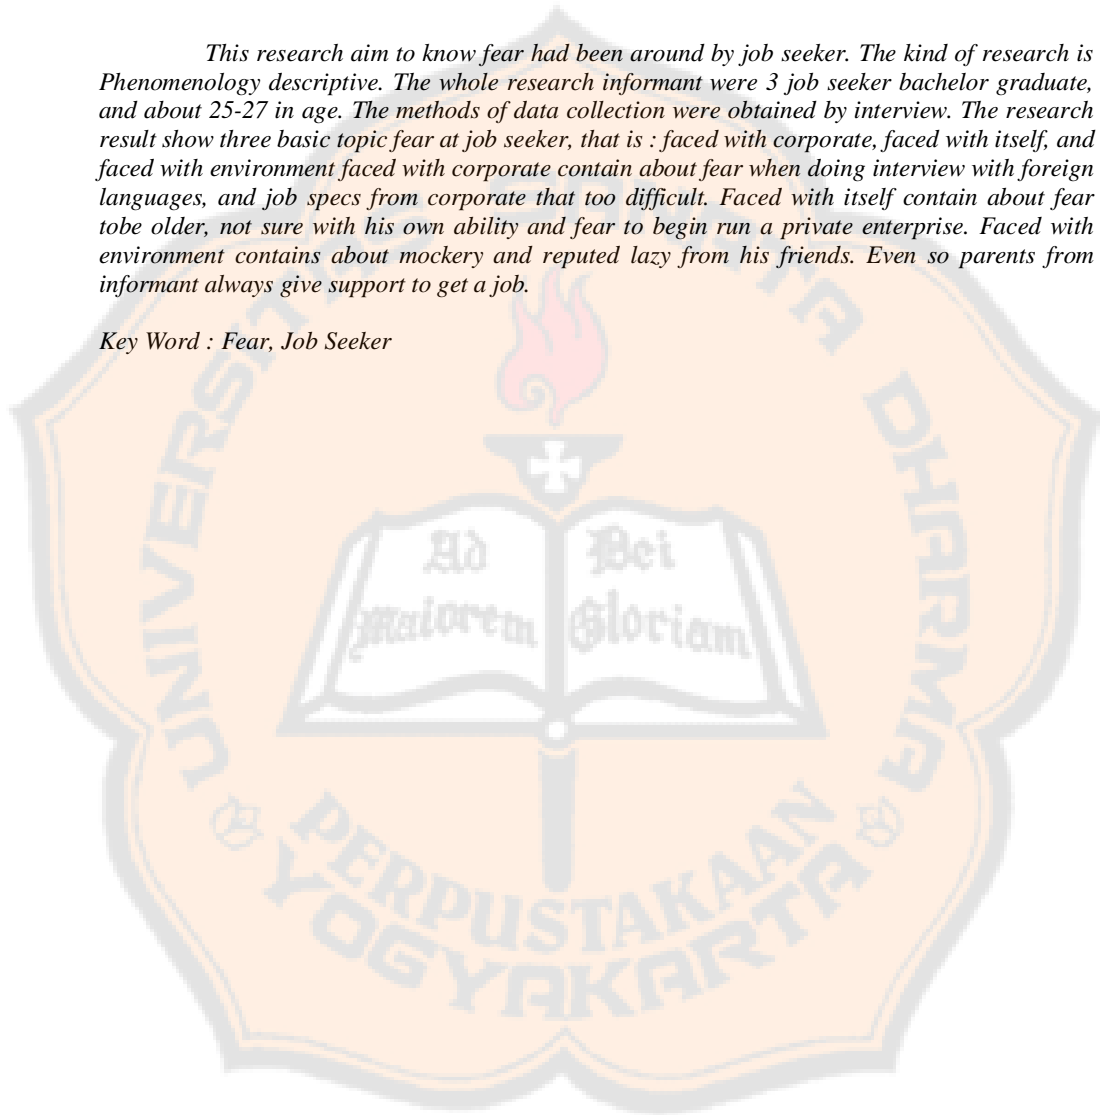 This research aim to know fear had been around by job seeker. The kind of research is
Phenomenology descriptive. The whole research informant were 3 job seeker bachelor graduate,
and about 25-27 in age. The methods of data collection were obtained by interview. The research
result show three basic topic fear at job seeker, that is : faced with corporate, faced with itself, and
faced with environment faced with corporate contain about fear when doing interview with foreign
languages, and job specs from corporate that too difficult. Faced with itself contain about fear
tobe older, not sure with his own ability and fear to begin run a private enterprise. Faced with
environment contains about mockery and reputed lazy from his friends. Even so parents from
informant always give support to get a job.
Key Word : Fear, Job Seeker
UNIVERSITAS SANATA DHARMA
Ad Dei
maiorem Gloriam
PERPUSTAKAAN
YOGYAKARTA